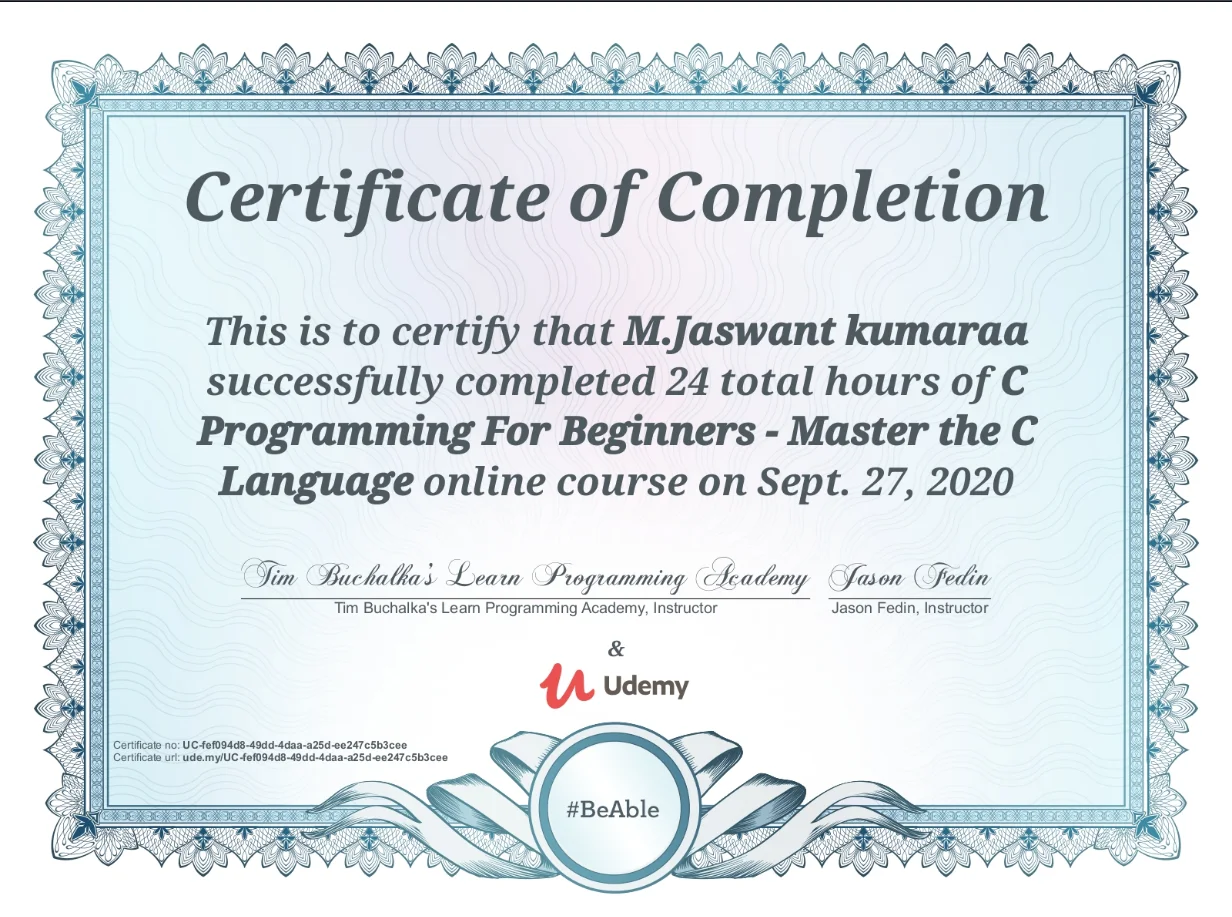 Certificate of Completion
This is to certify that M.Jaswant kumaraa
successfully completed 24 total hours of C
Programming For Beginners - Master the C
Language online course on Sept. 27, 2020
Tim Buchalka's Learn Programming Academy Jason Fedin
Tim Buchalka's Learn Programming Academy, Instructor Jason Fedin, Instructor
&
Udemy
Certificate no: UC-fef094d8-49dd-4daa-a25d-ee247c5b3cee
Certificate url: ude.my/UC-fef094d8-49dd-4daa-a25d-ee247c5b3cee
#BeAble